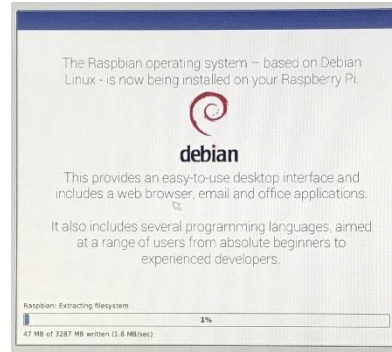 The Raspbian operating system – based on Debian
Linux - is now being installed on your Raspberry Pi.
debian
This provides an easy-to-use desktop interface and
includes a web browser, email and office applications.
It also includes several programming languages, aimed
at a range of users from absolute beginners to
experienced developers.
Raspbian: Extracting filesystem
1%
47 MB of 3287 MB written (1.8 MB/sec)